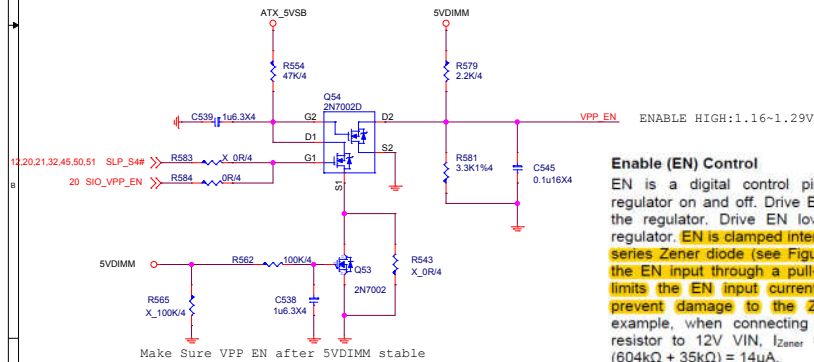 ATX_5VSB
5VDIMM
R554
47K/4
R579
2.2K/4
Q54
2N7002D
C539 1u6.3X4
G2
D2
VPP_EN
ENABLE HIGH:1.16~1.29V
D1
S2
12,20,21,32,45,50,51 SLP_S4#
R583 X_0R/4
G1
20 SIO_VPP_EN
R584 0R/4
S1
R581
3.3K1%4
C545
0.1u16X4
B
Enable (EN) Control
EN is a digital control pi
regulator on and off. Drive E
the regulator. Drive EN lov
regulator. EN is clamped inter
series Zener diode (see Figu
the EN input through a pull-
limits the EN input current
prevent damage to the Z
example, when connecting
resistor to 12V VIN, IZener
(604kΩ + 35kΩ) = 14µA.
5VDIMM
R562 100K/4
Q53
2N7002
R543
X_0R/4
R565
X_100K/4
C538
1u6.3X4
Make Sure VPP EN after 5VDIMM stable